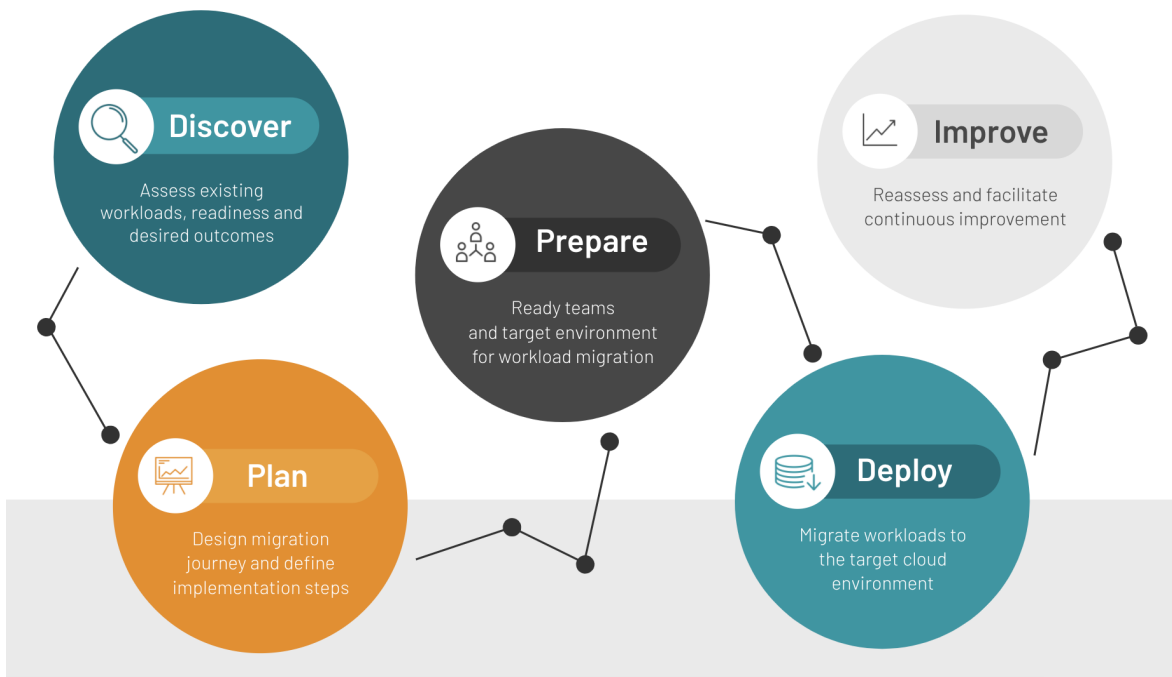 Discover
Assess existing
workloads, readiness and
desired outcomes
Plan
Design migration
journey and define
implementation steps
Prepare
Ready teams
and target environment
for workload migration
Deploy
Migrate workloads to
the target cloud
environment
Improve
Reassess and facilitate
continuous improvement